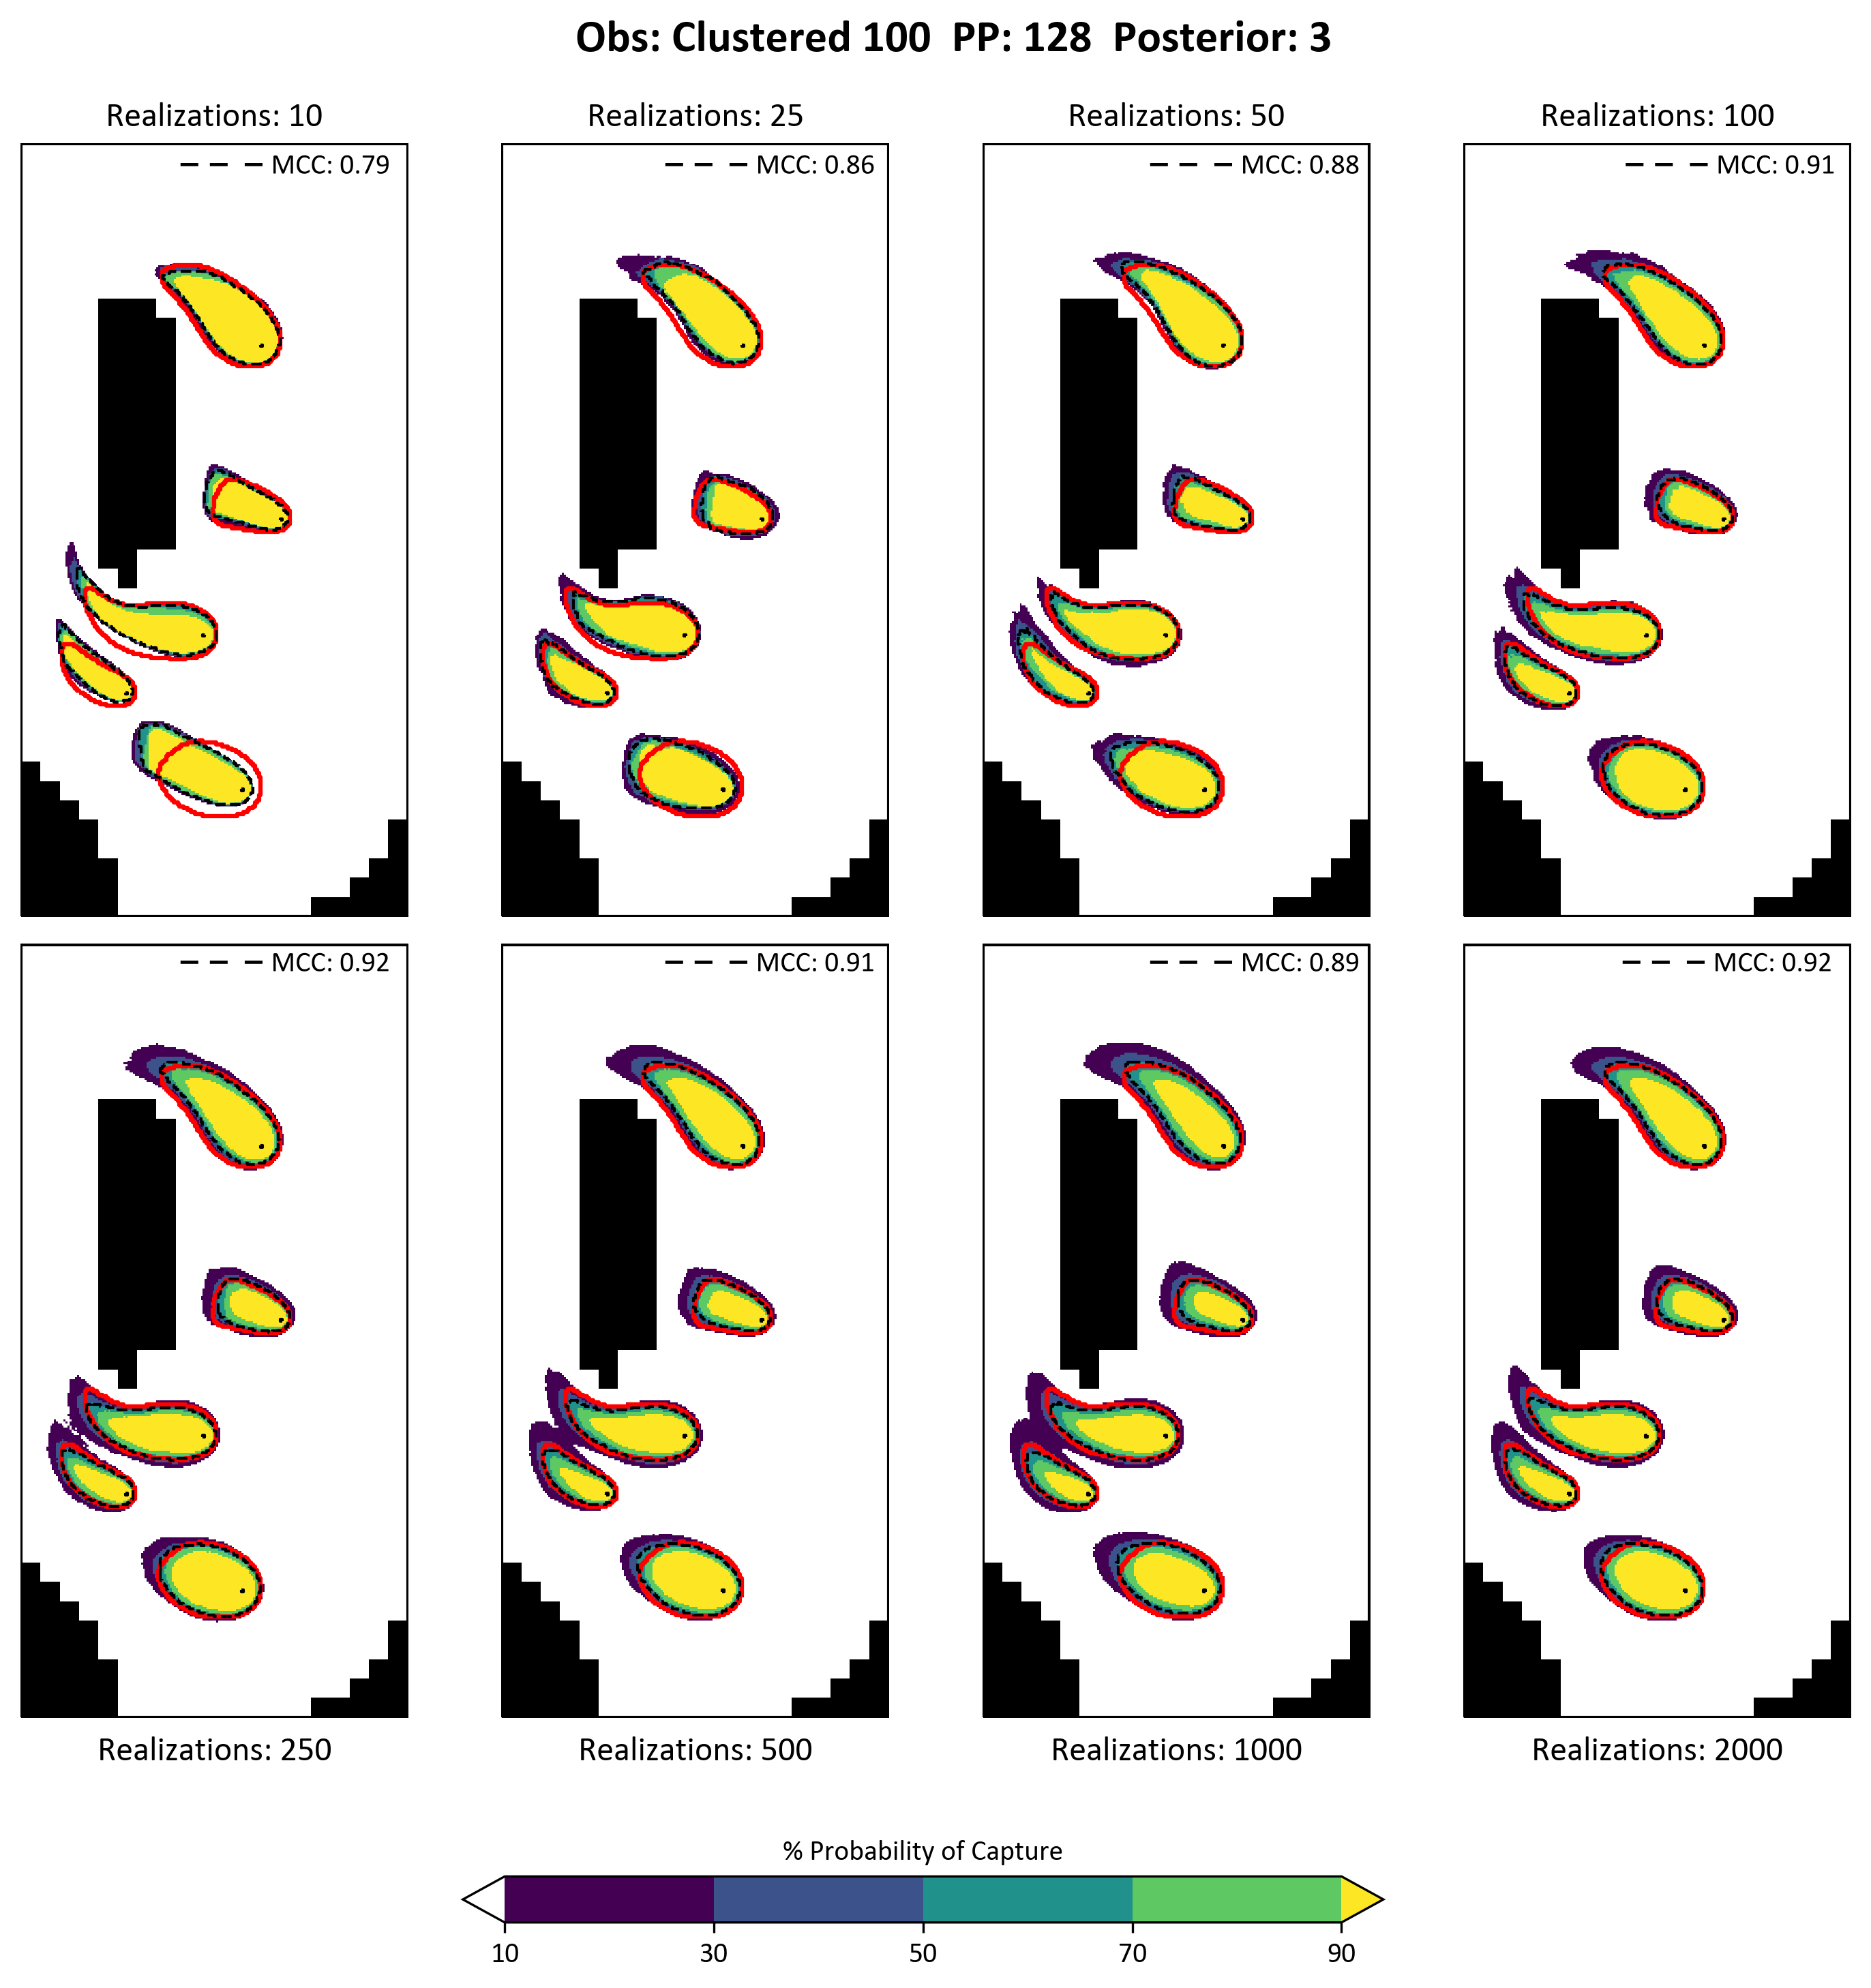 Obs: Clustered 100  PP: 128  Posterior: 3
Realizations: 10
Realizations: 25
Realizations: 50
Realizations: 100
MCC: 0.79
MCC: 0.86
MCC: 0.88
MCC: 0.91
MCC: 0.92
MCC: 0.91
MCC: 0.89
MCC: 0.92
Realizations: 250
Realizations: 500
Realizations: 1000
Realizations: 2000
% Probability of Capture
10 30 50 70 90